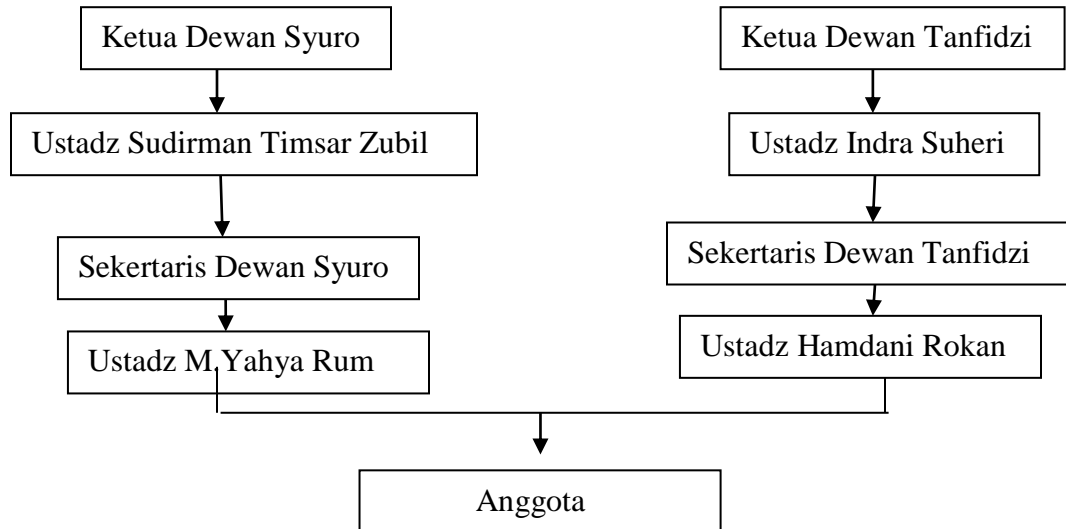 Ketua Dewan Syuro
Ustadz Sudirman Timsar Zubil
Sekertaris Dewan Syuro
Ustadz M.Yahya Rum
Ketua Dewan Tanfidzi
Ustadz Indra Suheri
Sekertaris Dewan Tanfidzi
Ustadz Hamdani Rokan
Anggota